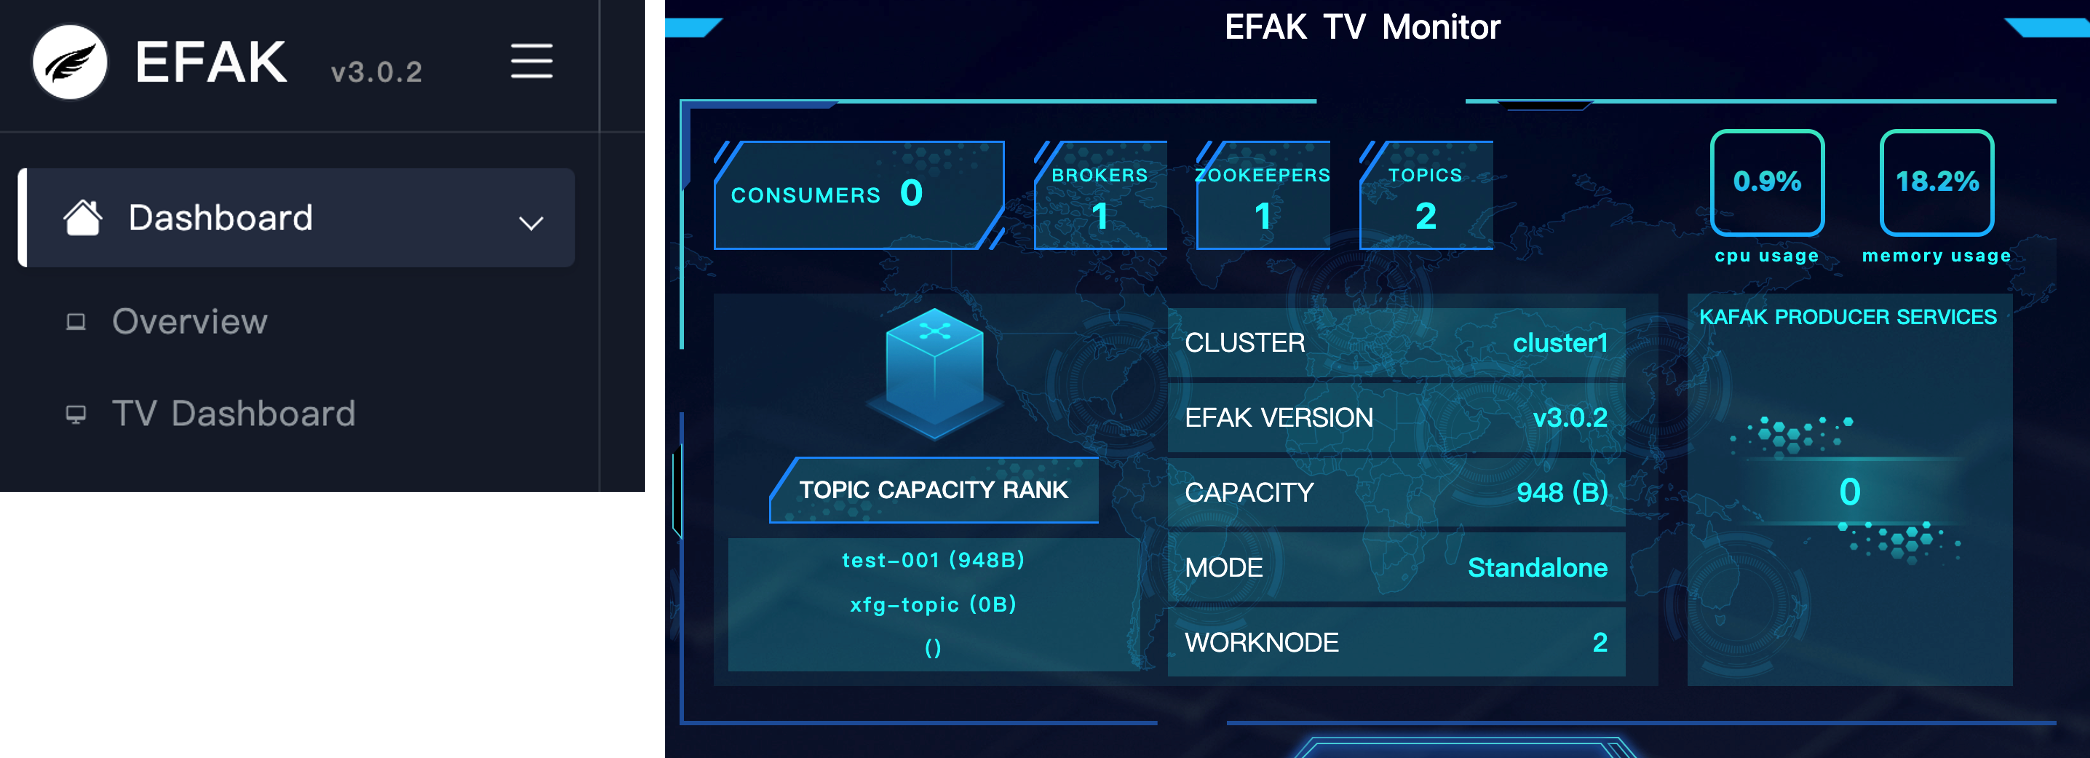 EFAK v3.0.2
Dashboard
Overview
TV Dashboard
EFAK TV Monitor
CONSUMERS 0
BROKERS
1
ZOOKEEPERS
1
TOPICS
2
0.9%
cpu usage
18.2%
memory usage
TOPIC CAPACITY RANK
test-001 (948B)
xfg-topic (0B)
()
CLUSTER cluster1
EFAK VERSION v3.0.2
CAPACITY 948 (B)
MODE Standalone
WORKNODE 2
KAFAK PRODUCER SERVICES
0